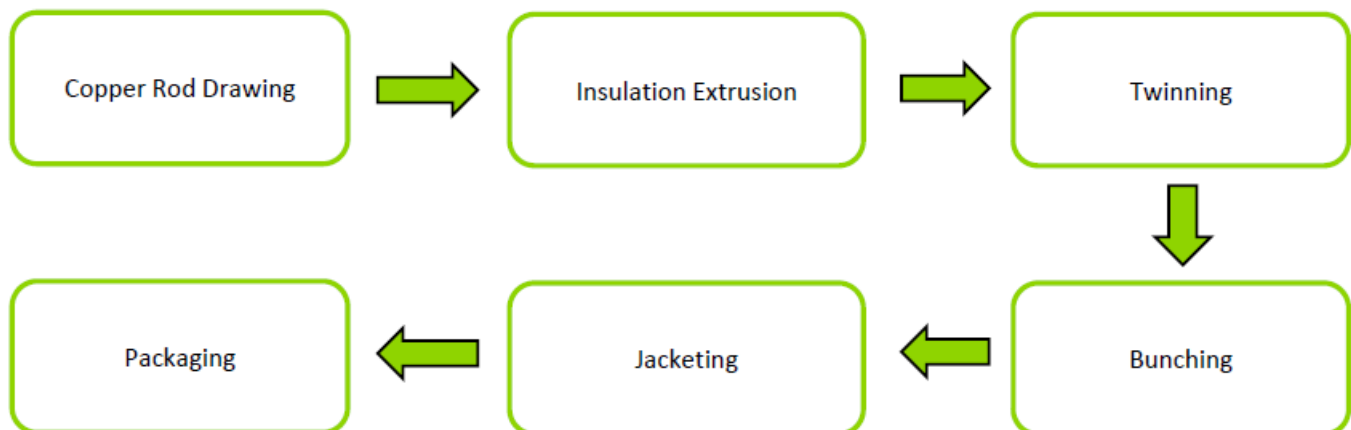 Copper Rod Drawing
Insulation Extrusion
Twinning
Bunching
Jacketing
Packaging